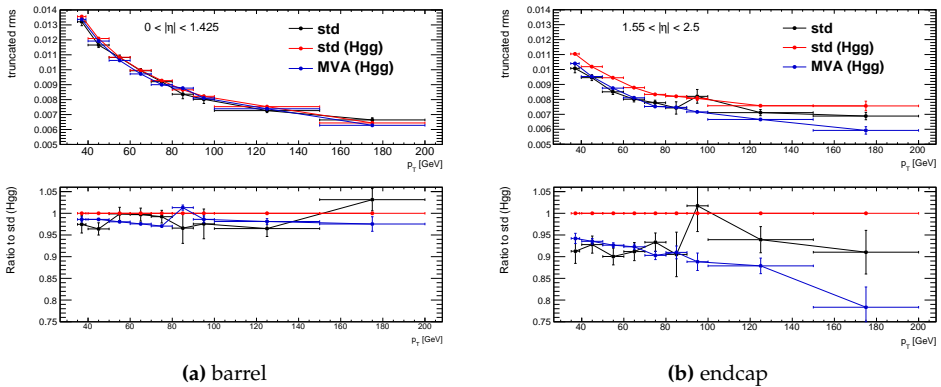 truncated rms
0.014
0.013
0.012
0.011
0.01
0.009
0.008
0.007
0.006
0.005
0 < |η| < 1.425
std
std (Hgg)
MVA (Hgg)
40 60 80 100 120 140 160 180 200
p_T [GeV]
Ratio to std (Hgg)
1.05
1
0.95
0.9
0.85
0.8
0.75
40 60 80 100 120 140 160 180 200
p_T [GeV]
(a) barrel
truncated rms
0.014
0.013
0.012
0.011
0.01
0.009
0.008
0.007
0.006
0.005
1.55 < |η| < 2.5
std
std (Hgg)
MVA (Hgg)
40 60 80 100 120 140 160 180 200
p_T [GeV]
Ratio to std (Hgg)
1.05
1
0.95
0.9
0.85
0.8
0.75
40 60 80 100 120 140 160 180 200
p_T [GeV]
(b) endcap